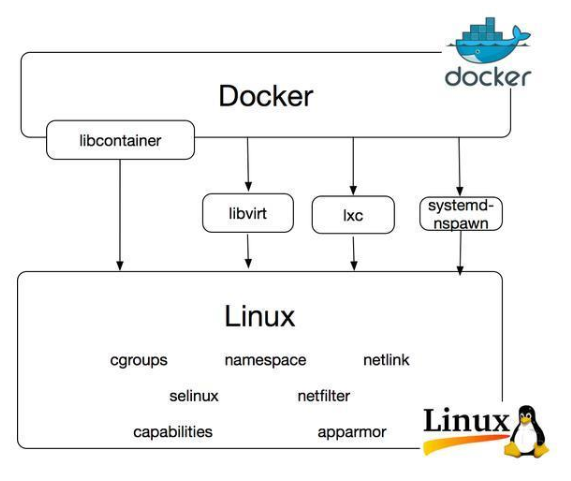 docker
Docker
libcontainer
libvirt
lxc
systemd-
nspawn
Linux
cgroups namespace netlink
selinux netfilter
capabilities apparmor
Linux